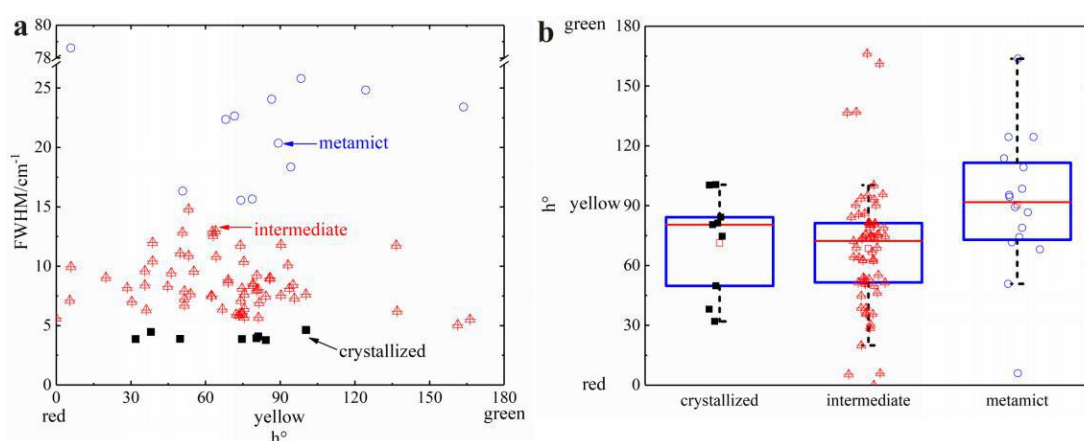 a
FWHM/cm⁻¹
80
78
25
20
15
10
5
0
metamict
intermediate
crystallized
0 30 60 90 120 150 180
red yellow green
h°
b
green 180
150
120
h°
yellow 90
60
30
red 0
crystallized intermediate metamict